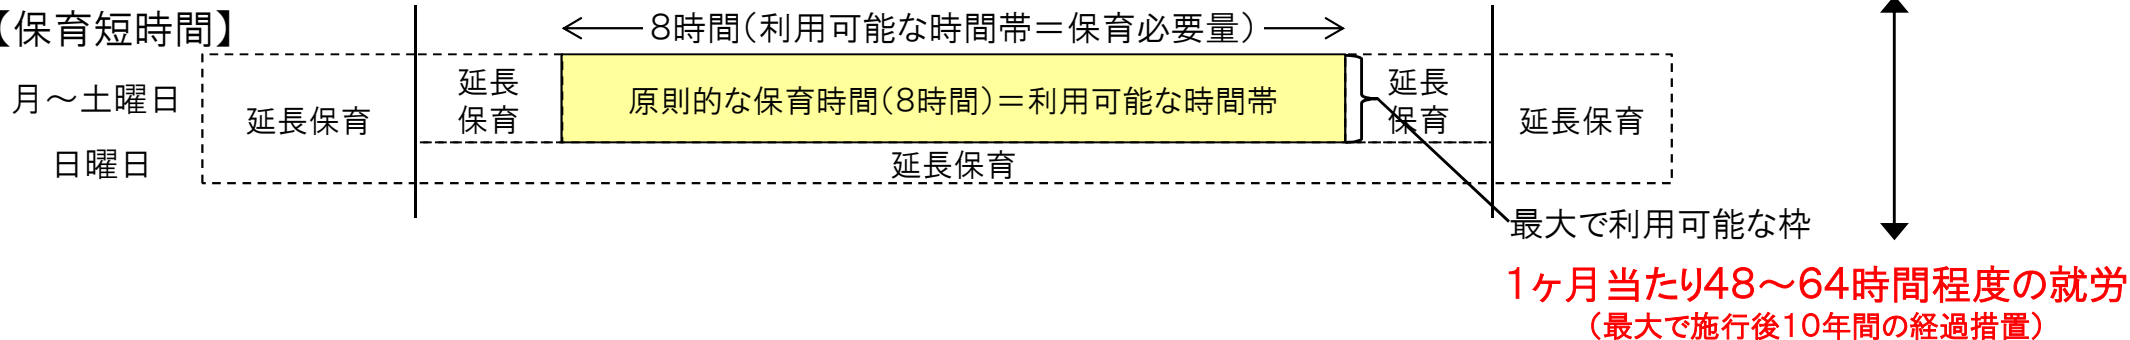 【保育短時間】
8時間(利用可能な時間帯=保育必要量)
月~土曜日
延長保育
延長
保育
原則的な保育時間(8時間)=利用可能な時間帯
延長
保育
延長保育
日曜日
延長保育
最大で利用可能な枠
1ヶ月当たり48~64時間程度の就労
(最大で施行後10年間の経過措置)